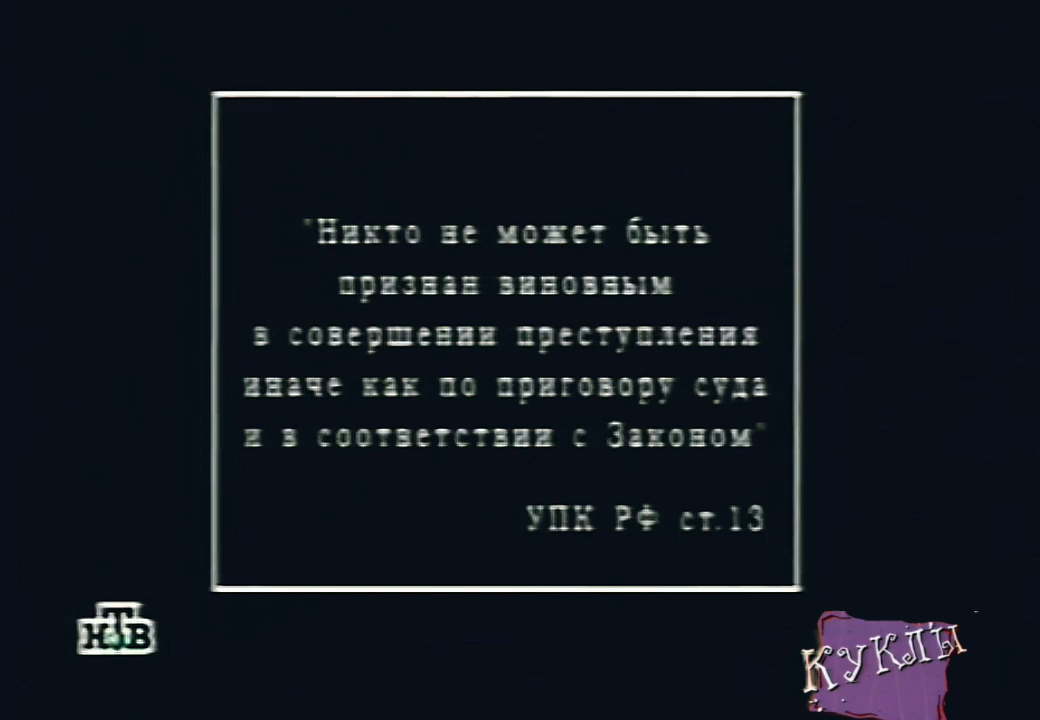 "Никто не может быть
признан виновным
в совершении преступления
иначе как по приговору суда
и в соответствии с Законом"
УПК РФ ст.13
НТВ
КУКЛЫ